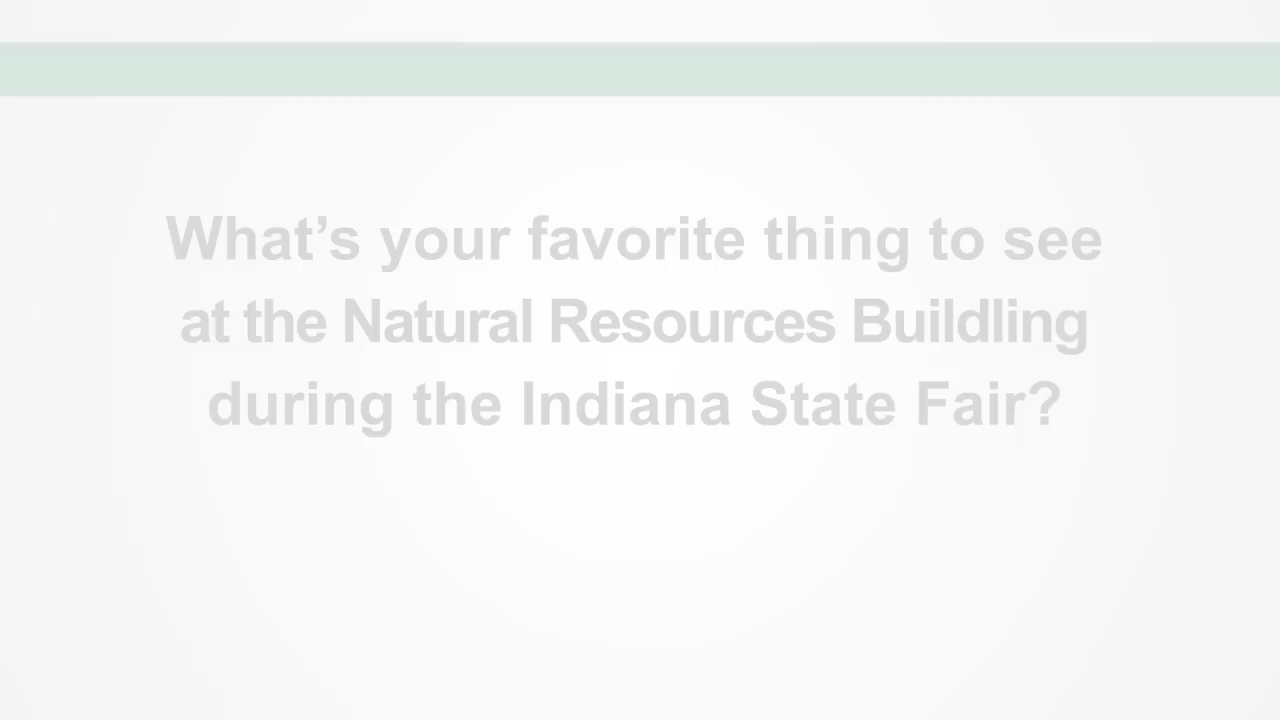 What’s your favorite thing to see
at the Natural Resources Buildling
during the Indiana State Fair?